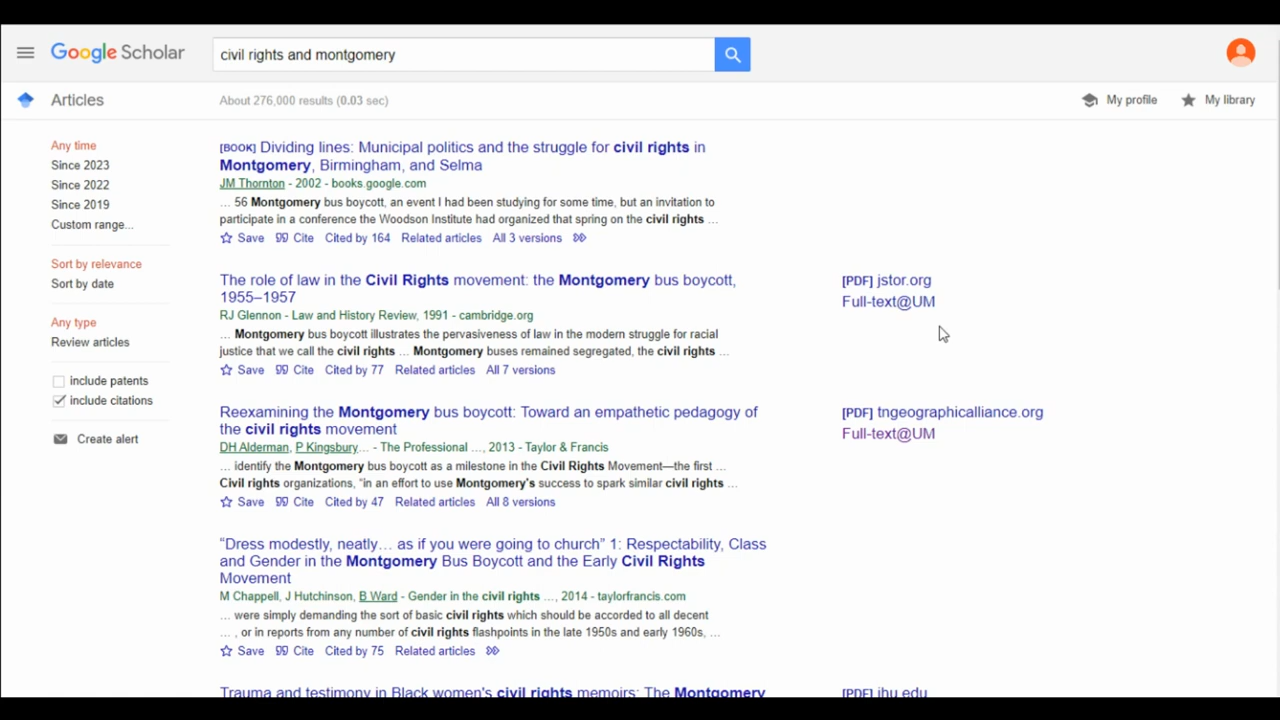 Google Scholar
civil rights and montgomery
Articles
About 276,000 results (0.03 sec)
My profile
My library
Any time
Since 2023
Since 2022
Since 2019
Custom range...
Sort by relevance
Sort by date
Any type
Review articles
include patents
include citations
Create alert
[BOOK] Dividing lines: Municipal politics and the struggle for civil rights in
Montgomery, Birmingham, and Selma
JM Thornton - 2002 - books.google.com
... 56 Montgomery bus boycott, an event I had been studying for some time, but an invitation to
participate in a conference the Woodson Institute had organized that spring on the civil rights ...
Save Cite Cited by 164 Related articles All 3 versions
The role of law in the Civil Rights movement: the Montgomery bus boycott,
1955–1957
RJ Glennon - Law and History Review, 1991 - cambridge.org
... Montgomery bus boycott illustrates the pervasiveness of law in the modern struggle for racial
justice that we call the civil rights ... Montgomery buses remained segregated, the civil rights ...
Save Cite Cited by 77 Related articles All 7 versions
[PDF] jstor.org
Full-text@UM
Reexamining the Montgomery bus boycott: Toward an empathetic pedagogy of
the civil rights movement
DH Alderman, P Kingsbury... - The Professional ..., 2013 - Taylor & Francis
... identify the Montgomery bus boycott as a milestone in the Civil Rights Movement—the first ...
Civil rights organizations, “in an effort to use Montgomery's success to spark similar civil rights ...
Save Cite Cited by 47 Related articles All 8 versions
[PDF] tngeographicalliance.org
Full-text@UM
“Dress modestly, neatly… as if you were going to church” 1: Respectability, Class
and Gender in the Montgomery Bus Boycott and the Early Civil Rights
Movement
M Chappell, J Hutchinson, B Ward - Gender in the civil rights ..., 2014 - taylorfrancis.com
... were simply demanding the sort of basic civil rights which should be accorded to all decent
... , or in reports from any number of civil rights flashpoints in the late 1950s and early 1960s, ...
Save Cite Cited by 75 Related articles
Trauma and testimony in Black women's civil rights memoirs: The Montgomery
[PDF] jhu.edu